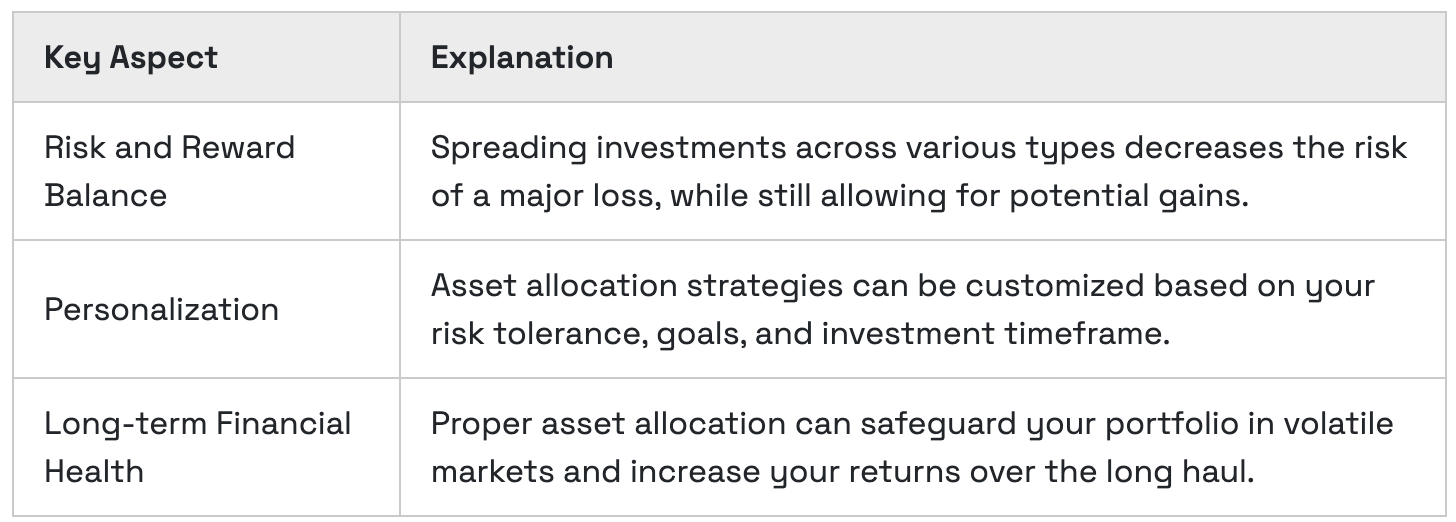 Key Aspect
Explanation
Risk and Reward
Balance
Spreading investments across various types decreases the risk
of a major loss, while still allowing for potential gains.
Personalization
Asset allocation strategies can be customized based on your
risk tolerance, goals, and investment timeframe.
Long-term Financial
Health
Proper asset allocation can safeguard your portfolio in volatile
markets and increase your returns over the long haul.